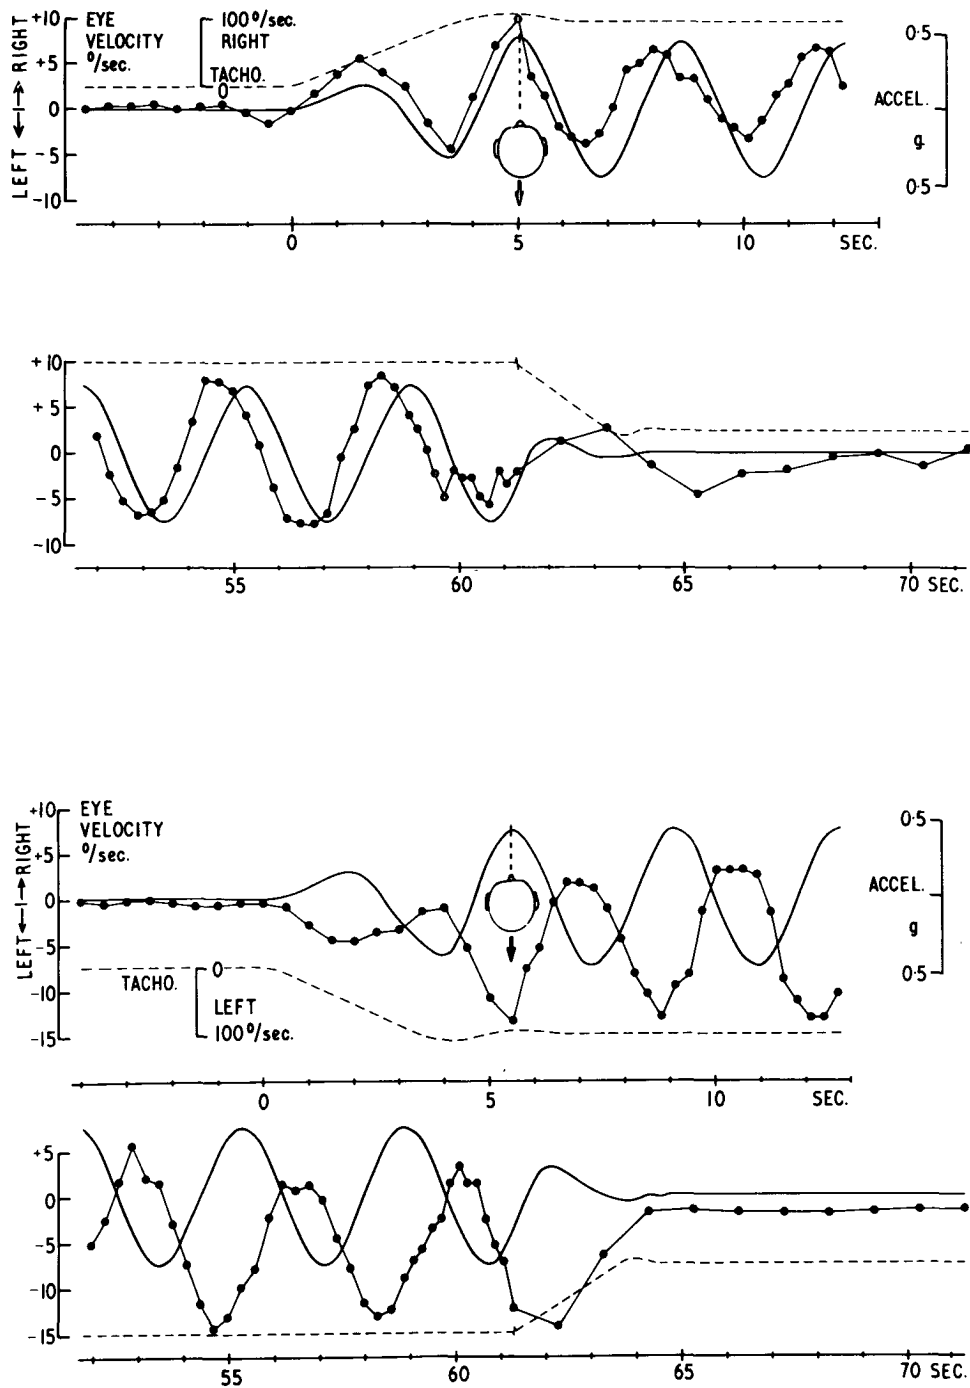 +10 EYE 100°/sec. 0·5
VELOCITY RIGHT
°/sec.
+5 TACHO.
0 0 ACCEL.
-5 g
-10 0·5
LEFT ←I→ RIGHT
0 5 10 SEC.
+10
+5
0
-5
-10
55 60 65 70 SEC.
+10 EYE 0·5
VELOCITY
°/sec.
+5
0 ACCEL.
-5 g
TACHO. 0 0·5
-10 LEFT
-15 100°/sec.
LEFT ←I→ RIGHT
0 5 10 SEC.
+5
0
-5
-10
-15
55 60 65 70 SEC.